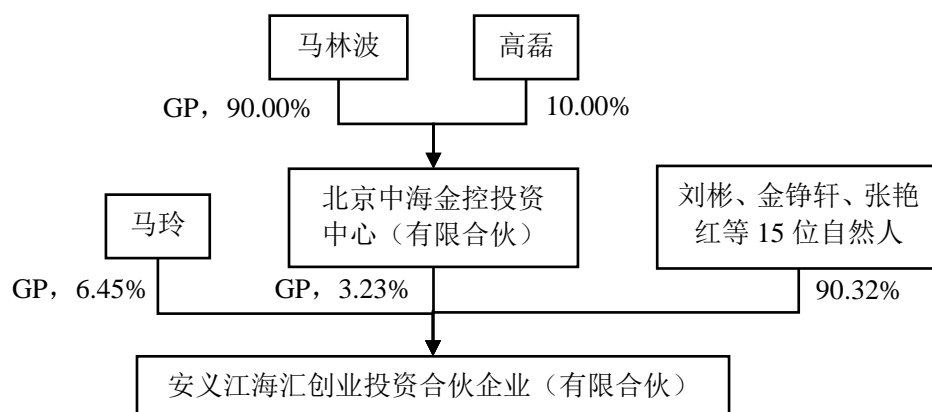 马林波
高磊
GP，90.00%
10.00%
北京中海金控投资
中心（有限合伙）
刘彬、金铮轩、张艳
红等 15 位自然人
马玲
GP，6.45%
GP，3.23%
90.32%
安义江海汇创业投资合伙企业（有限合伙）